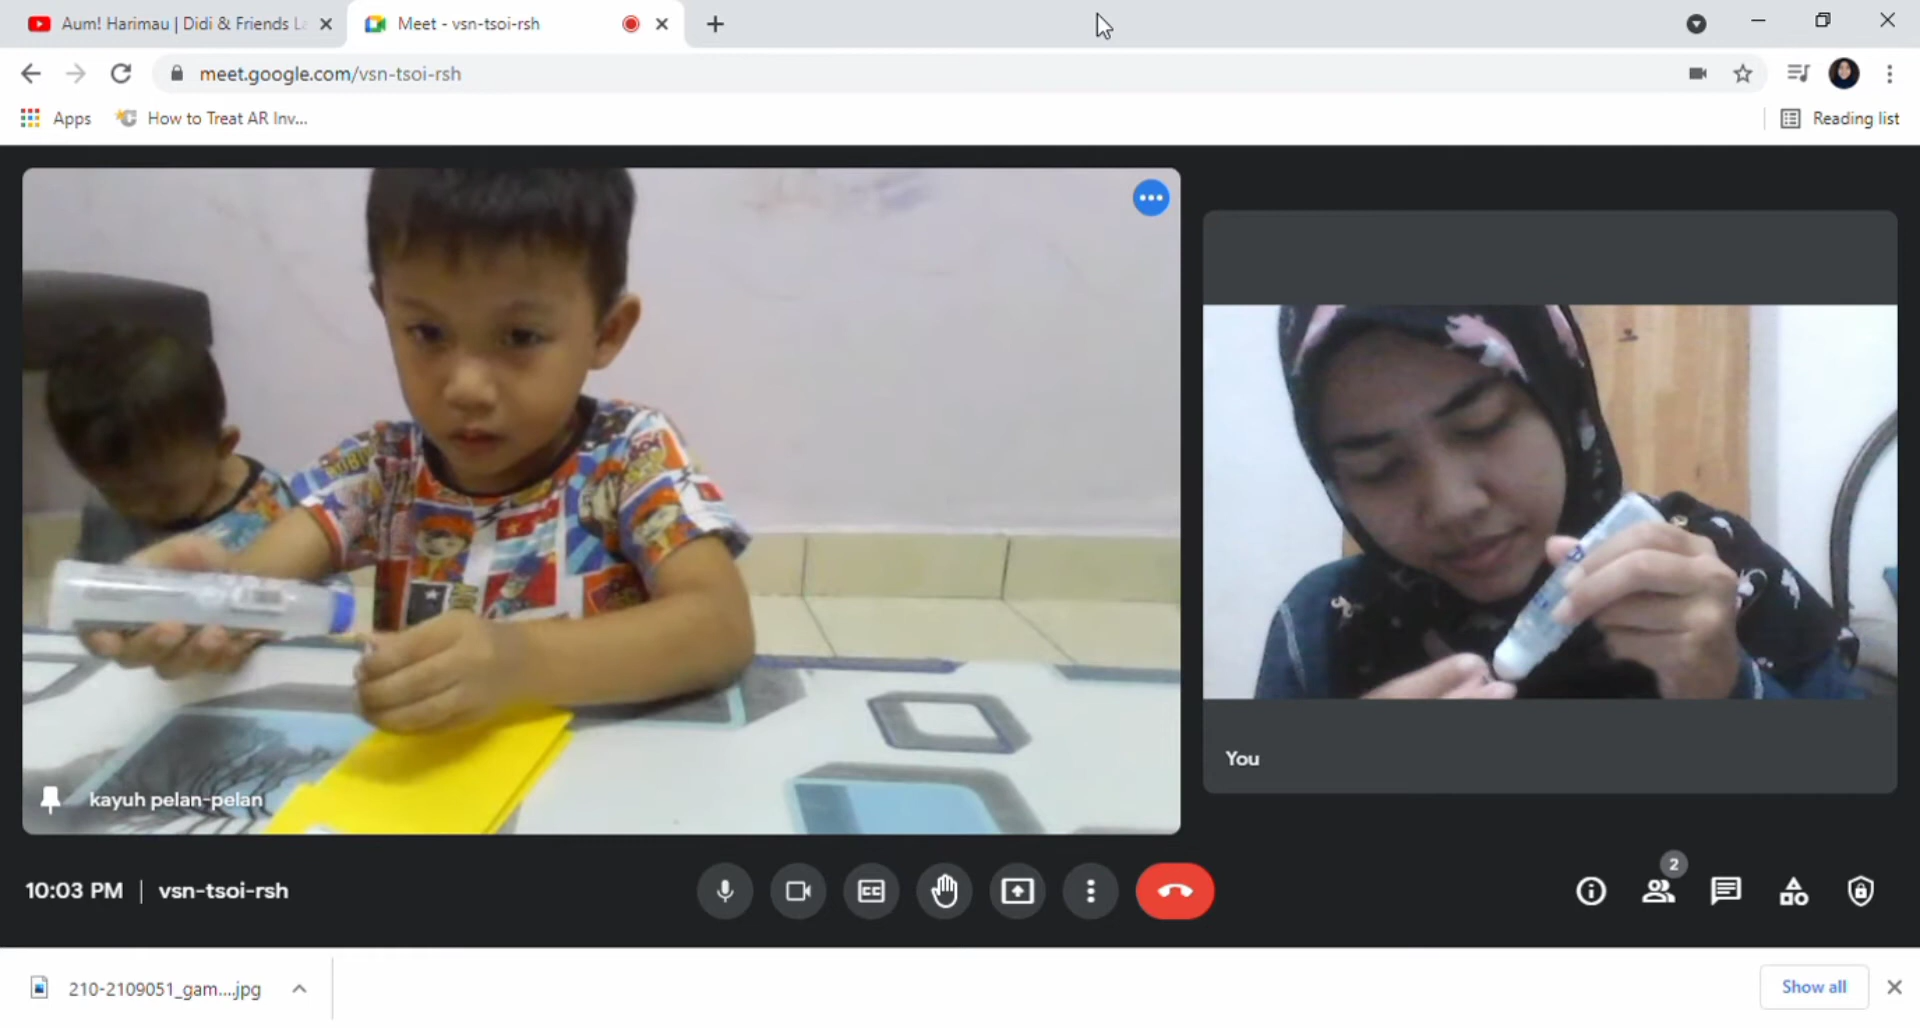 Aum! Harimau | Didi & Friends La
Meet - vsn-tsoi-rsh
meet.google.com/vsn-tsoi-rsh
Apps
How to Treat AR Inv...
Reading list
kayuh pelan-pelan
You
10:03 PM | vsn-tsoi-rsh
CC
2
210-2109051_gam....jpg
Show all